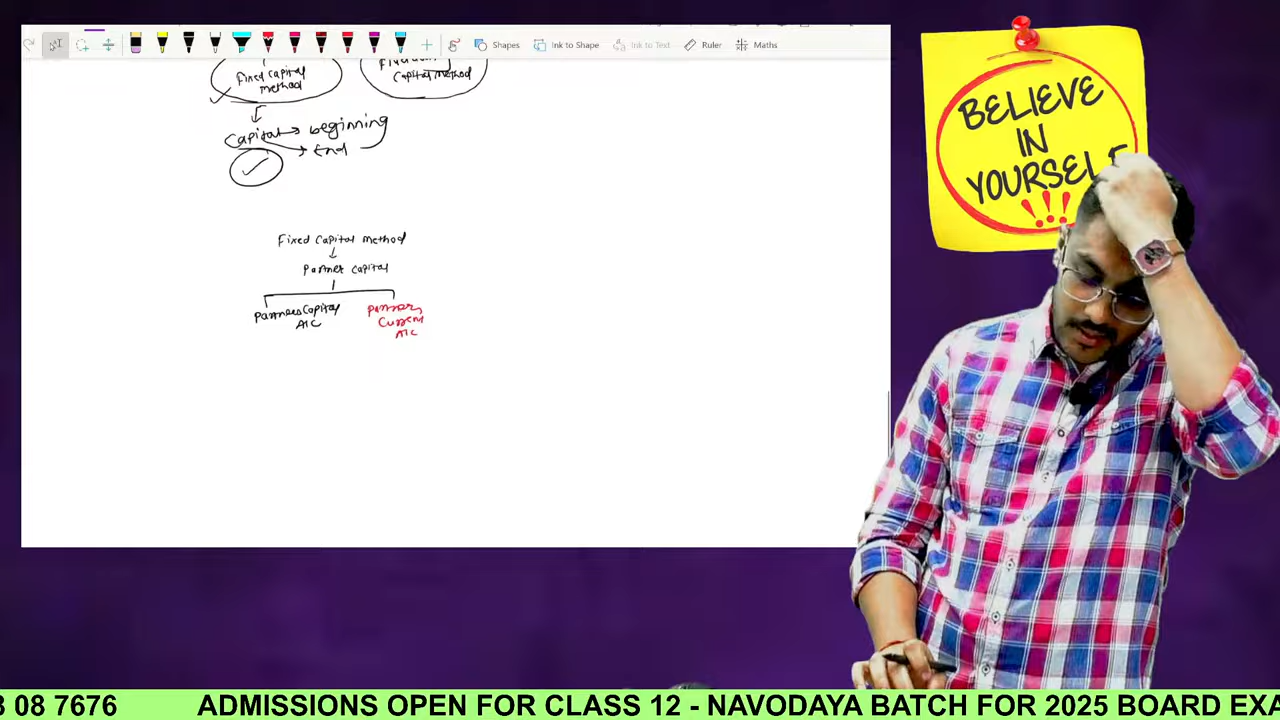 Shapes
Ink to Shape
Ink to Text
Ruler
Maths
Fixed Capital
method
Capital method
Capital → beginning
→ End
Fixed Capital method
Partner Capital
Partners Capital
A/C
Partners
Current
A/C
BELIEVE
IN
YOURSELF
!!!
8 08 7676 ADMISSIONS OPEN FOR CLASS 12 - NAVODAYA BATCH FOR 2025 BOARD EXA